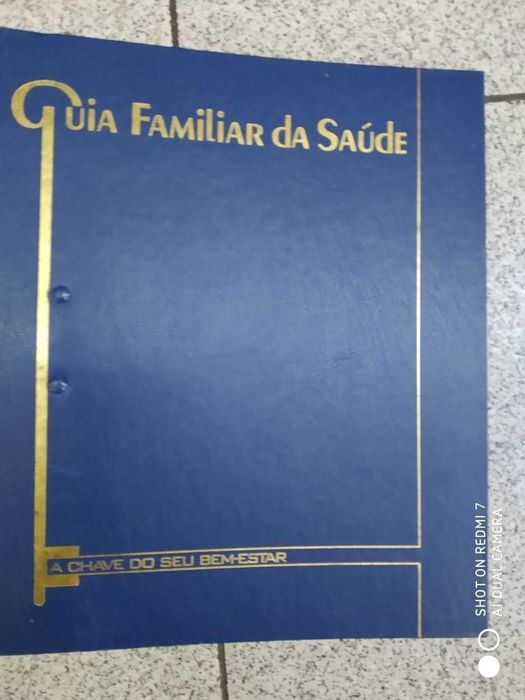 Guia Familiar da Saúde
A CHAVE DO SEU BEM-ESTAR
SHOT ON REDMI 7
AI DUAL CAMERA